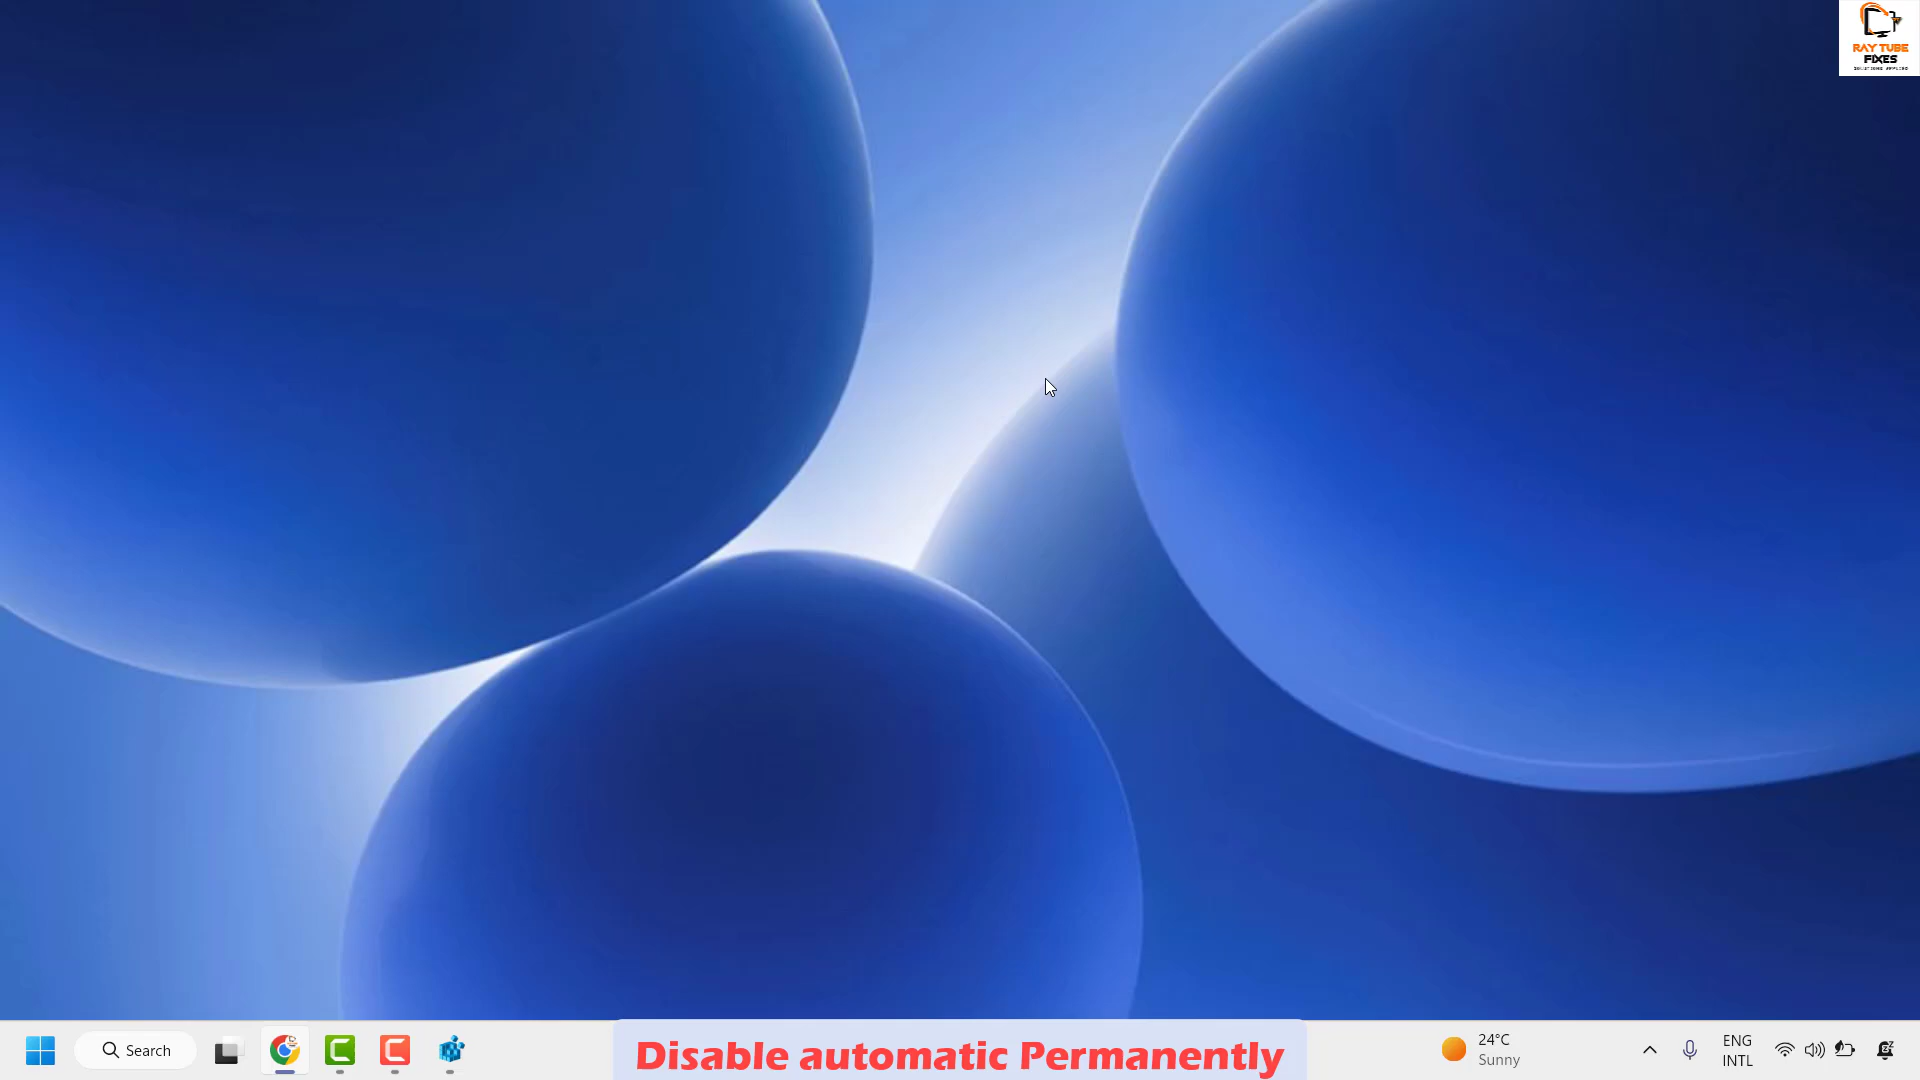 RAY TUBE
FIXES
Search
Disable automatic Permanently
24°C
Sunny
ENG
INTL